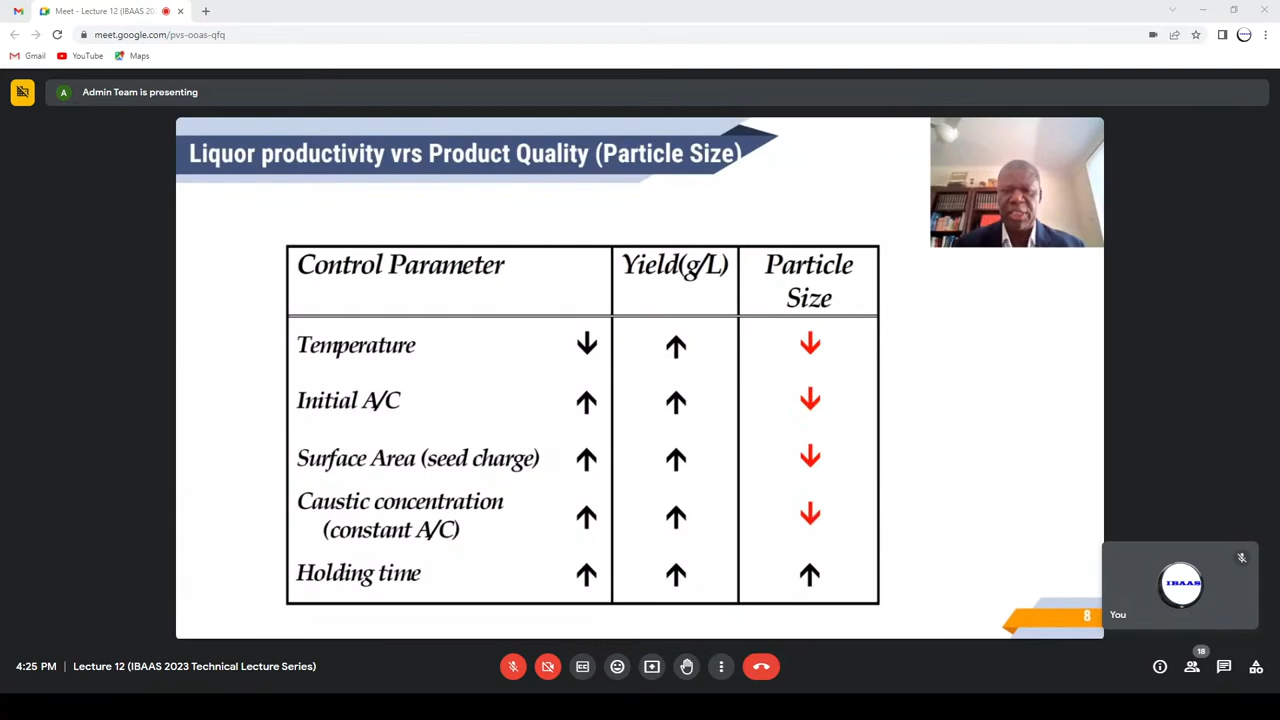 Meet - Lecture 12 (IBAAS 202
meet.google.com/pvs-ooas-qfq
Gmail
YouTube
Maps
A
Admin Team is presenting
Liquor productivity vrs Product Quality (Particle Size)
Control Parameter
Yield(g/L)
Particle
Size
Temperature ↓ ↑ ↓
Initial A/C ↑ ↑ ↓
Surface Area (seed charge) ↑ ↑ ↓
Caustic concentration
(constant A/C) ↑ ↑ ↓
Holding time ↑ ↑ ↑
IBAAS
You
8
4:25 PM | Lecture 12 (IBAAS 2023 Technical Lecture Series)
18